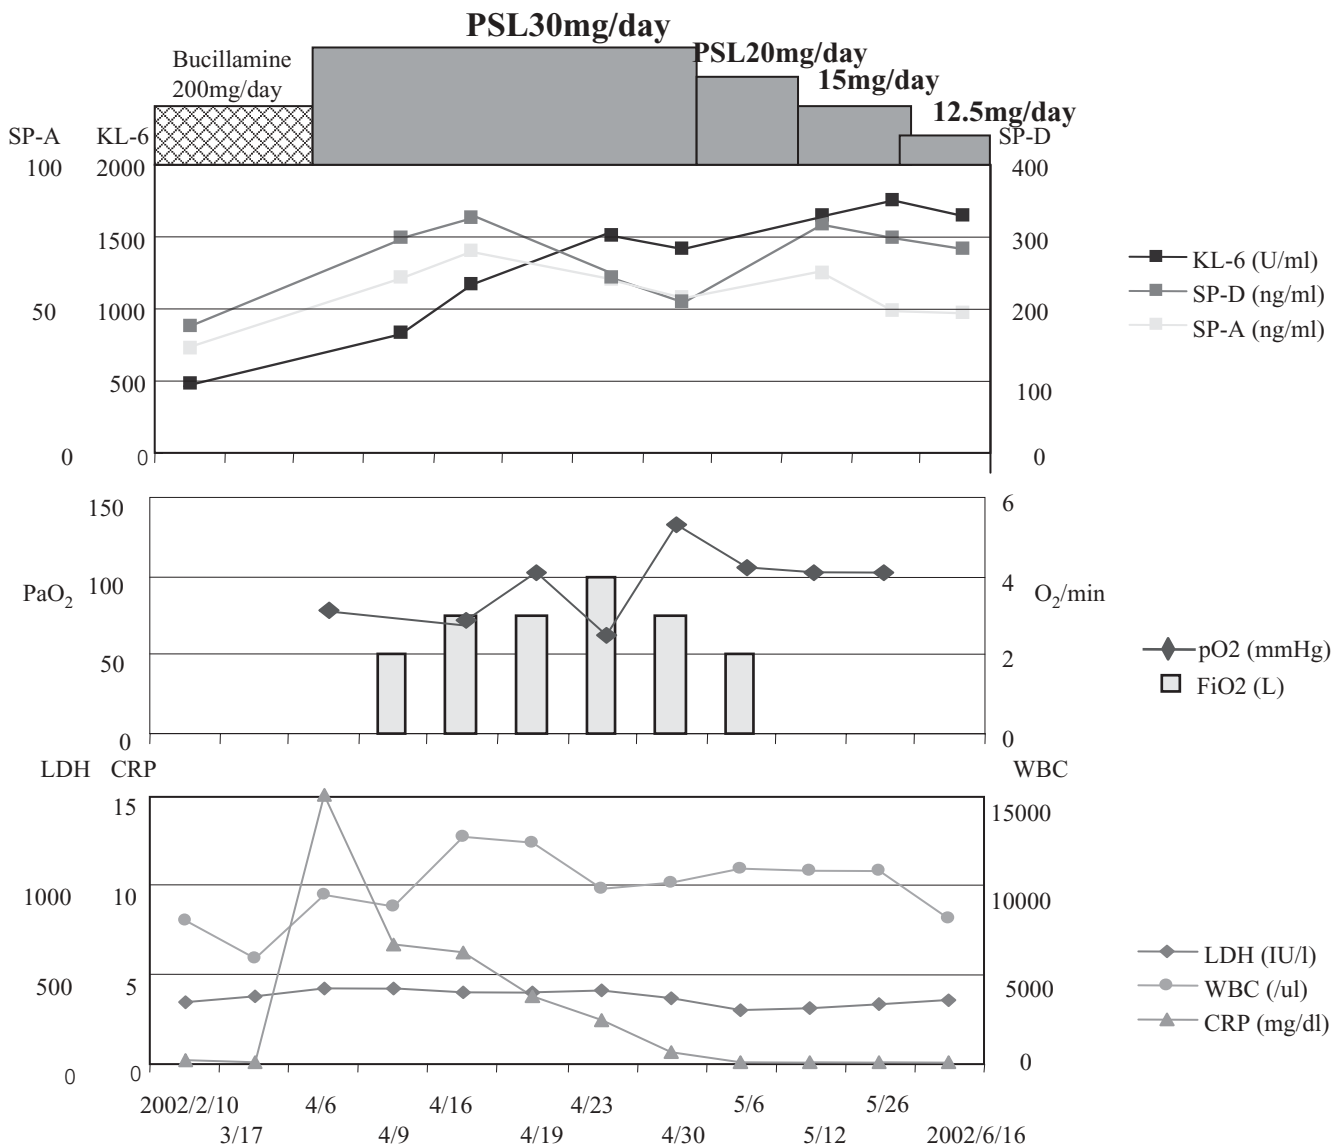 PSL30mg/day
Bucillamine
200mg/day
PSL20mg/day
15mg/day
12.5mg/day
SP-A KL-6 SP-D
100 2000 400
1500 300
50 1000 200
500 100
0 0 0
KL-6 (U/ml)
SP-D (ng/ml)
SP-A (ng/ml)
150 6
100 4
PaO2 O2/min
50 2
0 0
pO2 (mmHg)
FiO2 (L)
LDH CRP WBC
15 15000
1000 10 10000
500 5 5000
0 0 0
LDH (IU/l)
WBC (/ul)
CRP (mg/dl)
2002/2/10 4/6 4/16 4/23 5/6 5/26
3/17 4/9 4/19 4/30 5/12 2002/6/16